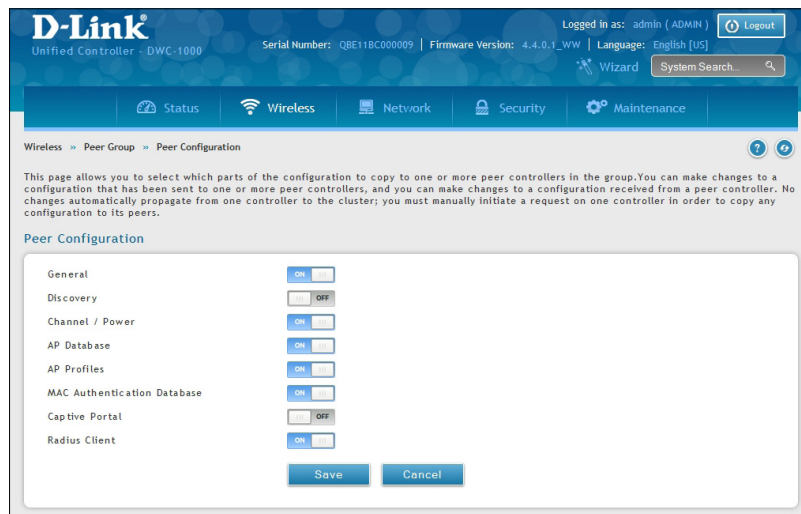 D-Link
Unified Controller - DWC-1000
Logged in as: admin ( ADMIN ) Logout
Serial Number: QBE11BC000009 | Firmware Version: 4.4.0.1_WW | Language: English [US]
Wizard System Search...
Status Wireless Network Security Maintenance
Wireless » Peer Group » Peer Configuration
This page allows you to select which parts of the configuration to copy to one or more peer controllers in the group.You can make changes to a
configuration that has been sent to one or more peer controllers, and you can make changes to a configuration received from a peer controller. No
changes automatically propagate from one controller to the cluster; you must manually initiate a request on one controller in order to copy any
configuration to its peers.
Peer Configuration
General ON
Discovery OFF
Channel / Power ON
AP Database ON
AP Profiles ON
MAC Authentication Database ON
Captive Portal OFF
Radius Client ON
Save Cancel